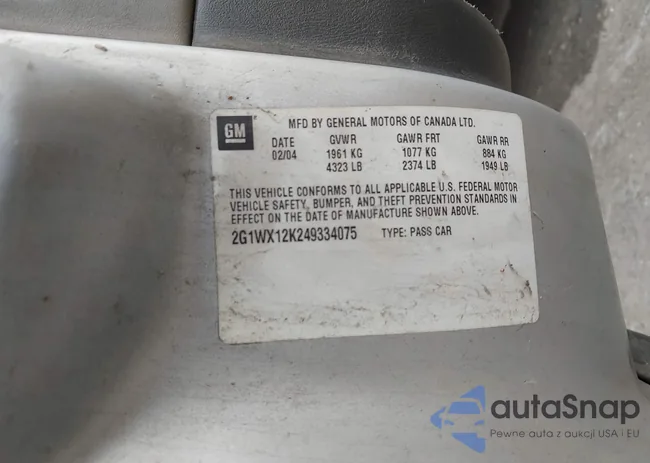 GM
MFD BY GENERAL MOTORS OF CANADA LTD.
DATE GVWR GAWR FRT GAWR RR
02/04 1961 KG 1077 KG 884 KG
4323 LB 2374 LB 1949 LB
THIS VEHICLE CONFORMS TO ALL APPLICABLE U.S. FEDERAL MOTOR
VEHICLE SAFETY, BUMPER, AND THEFT PREVENTION STANDARDS IN
EFFECT ON THE DATE OF MANUFACTURE SHOWN ABOVE.
2G1WX12K249334075 TYPE: PASS CAR
autaSnap
Pewne auta z aukcji USA i EU